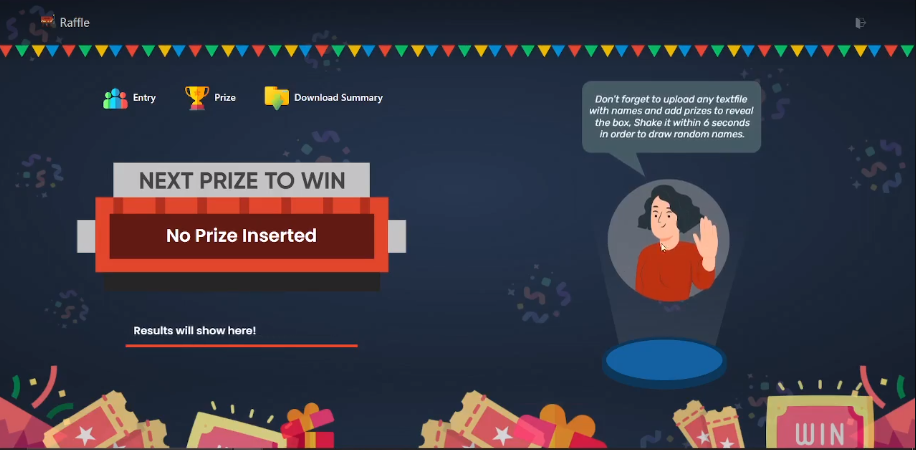 Raffle
Entry
Prize
Download Summary
Don't forget to upload any textfile
with names and add prizes to reveal
the box, Shake it within 6 seconds
in order to draw random names.
NEXT PRIZE TO WIN
No Prize Inserted
Results will show here!
WIN